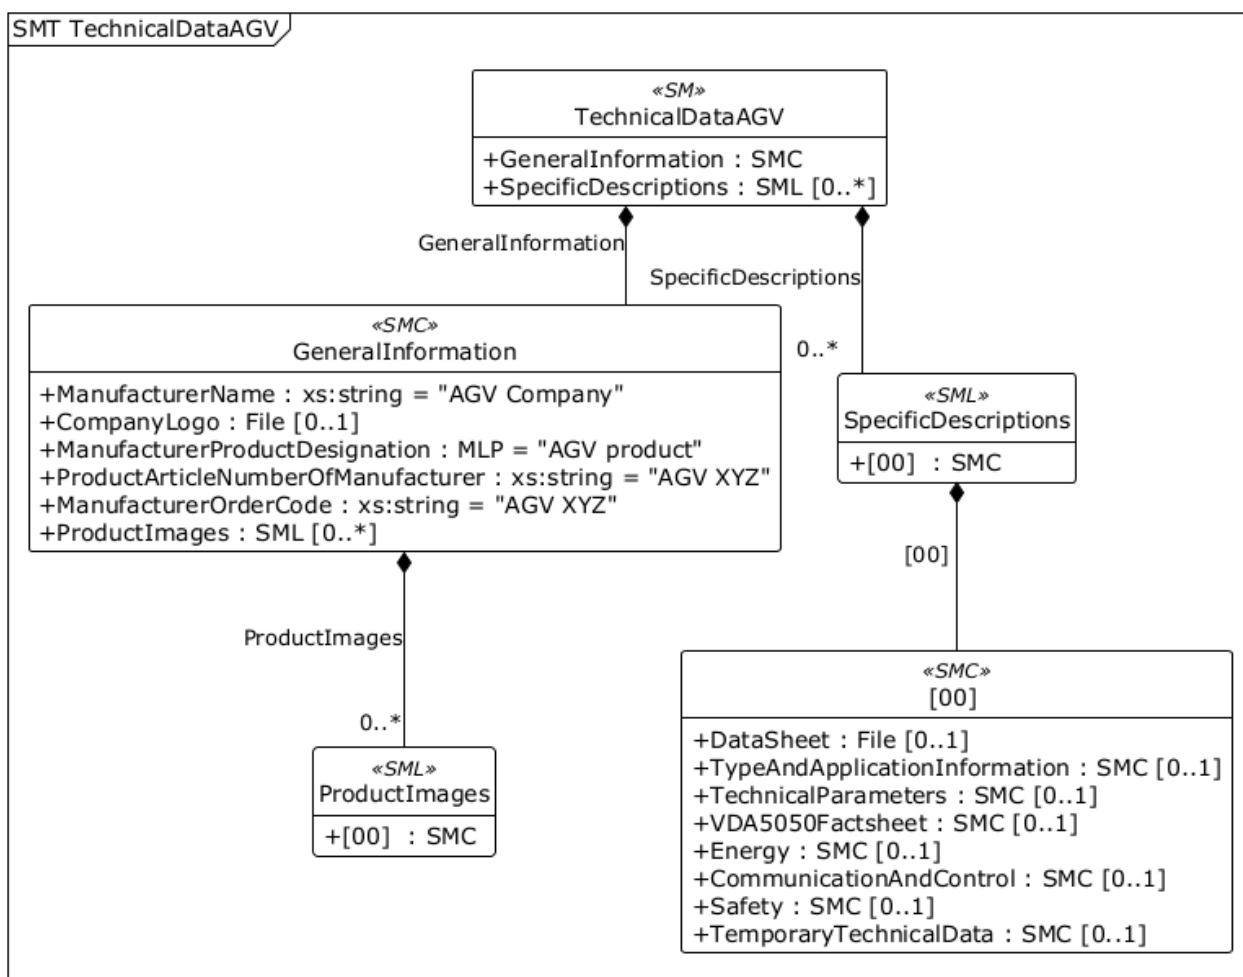 SMT TechnicalDataAGV
«SM»
TechnicalDataAGV
+GeneralInformation : SMC
+SpecificDescriptions : SML [0..*]
GeneralInformation
SpecificDescriptions
«SMC»
GeneralInformation
+ManufacturerName : xs:string = "AGV Company"
+CompanyLogo : File [0..1]
+ManufacturerProductDesignation : MLP = "AGV product"
+ProductArticleNumberOfManufacturer : xs:string = "AGV XYZ"
+ManufacturerOrderCode : xs:string = "AGV XYZ"
+ProductImages : SML [0..*]
0..*
«SML»
SpecificDescriptions
+[00] : SMC
[00]
ProductImages
0..*
«SML»
ProductImages
+[00] : SMC
«SMC»
[00]
+DataSheet : File [0..1]
+TypeAndApplicationInformation : SMC [0..1]
+TechnicalParameters : SMC [0..1]
+VDA5050Factsheet : SMC [0..1]
+Energy : SMC [0..1]
+CommunicationAndControl : SMC [0..1]
+Safety : SMC [0..1]
+TemporaryTechnicalData : SMC [0..1]